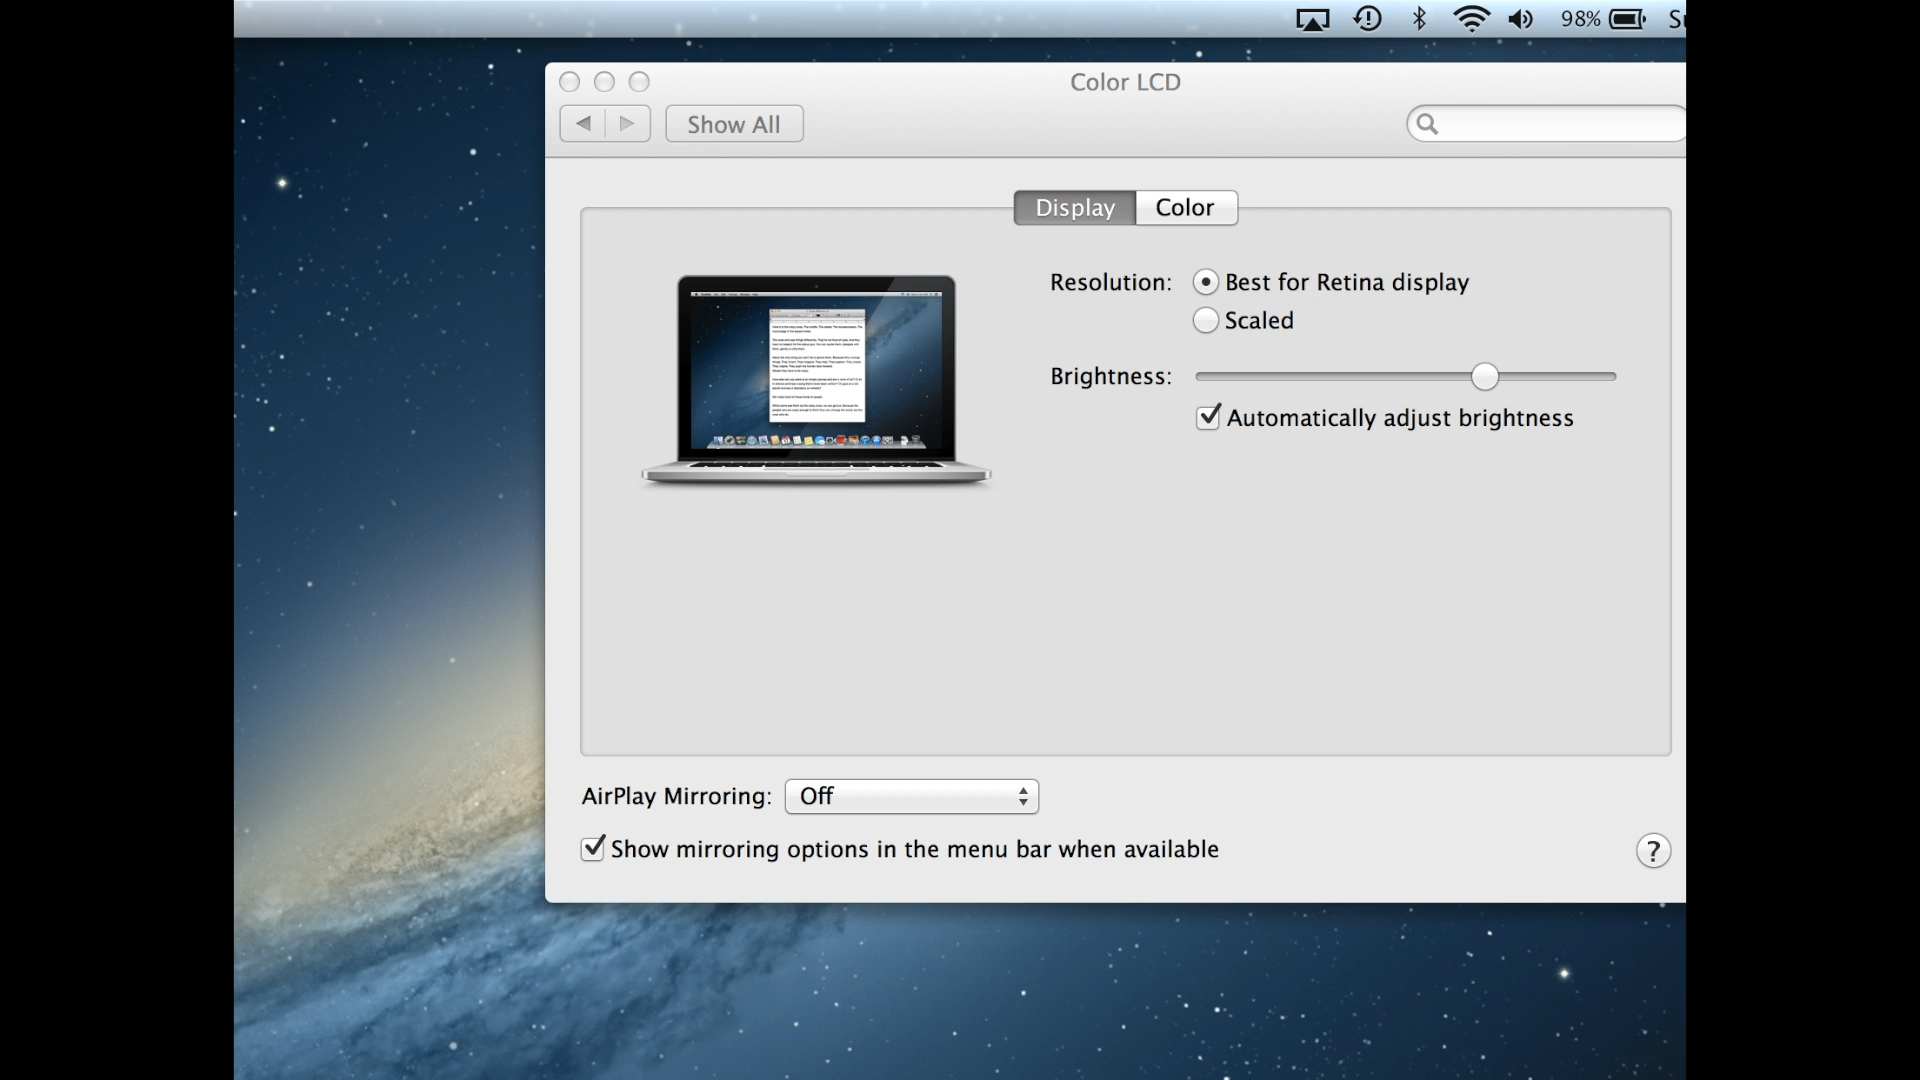 98%
Color LCD
Show All
Display Color
Resolution: Best for Retina display
Scaled
Brightness:
Automatically adjust brightness
AirPlay Mirroring: Off
Show mirroring options in the menu bar when available
?